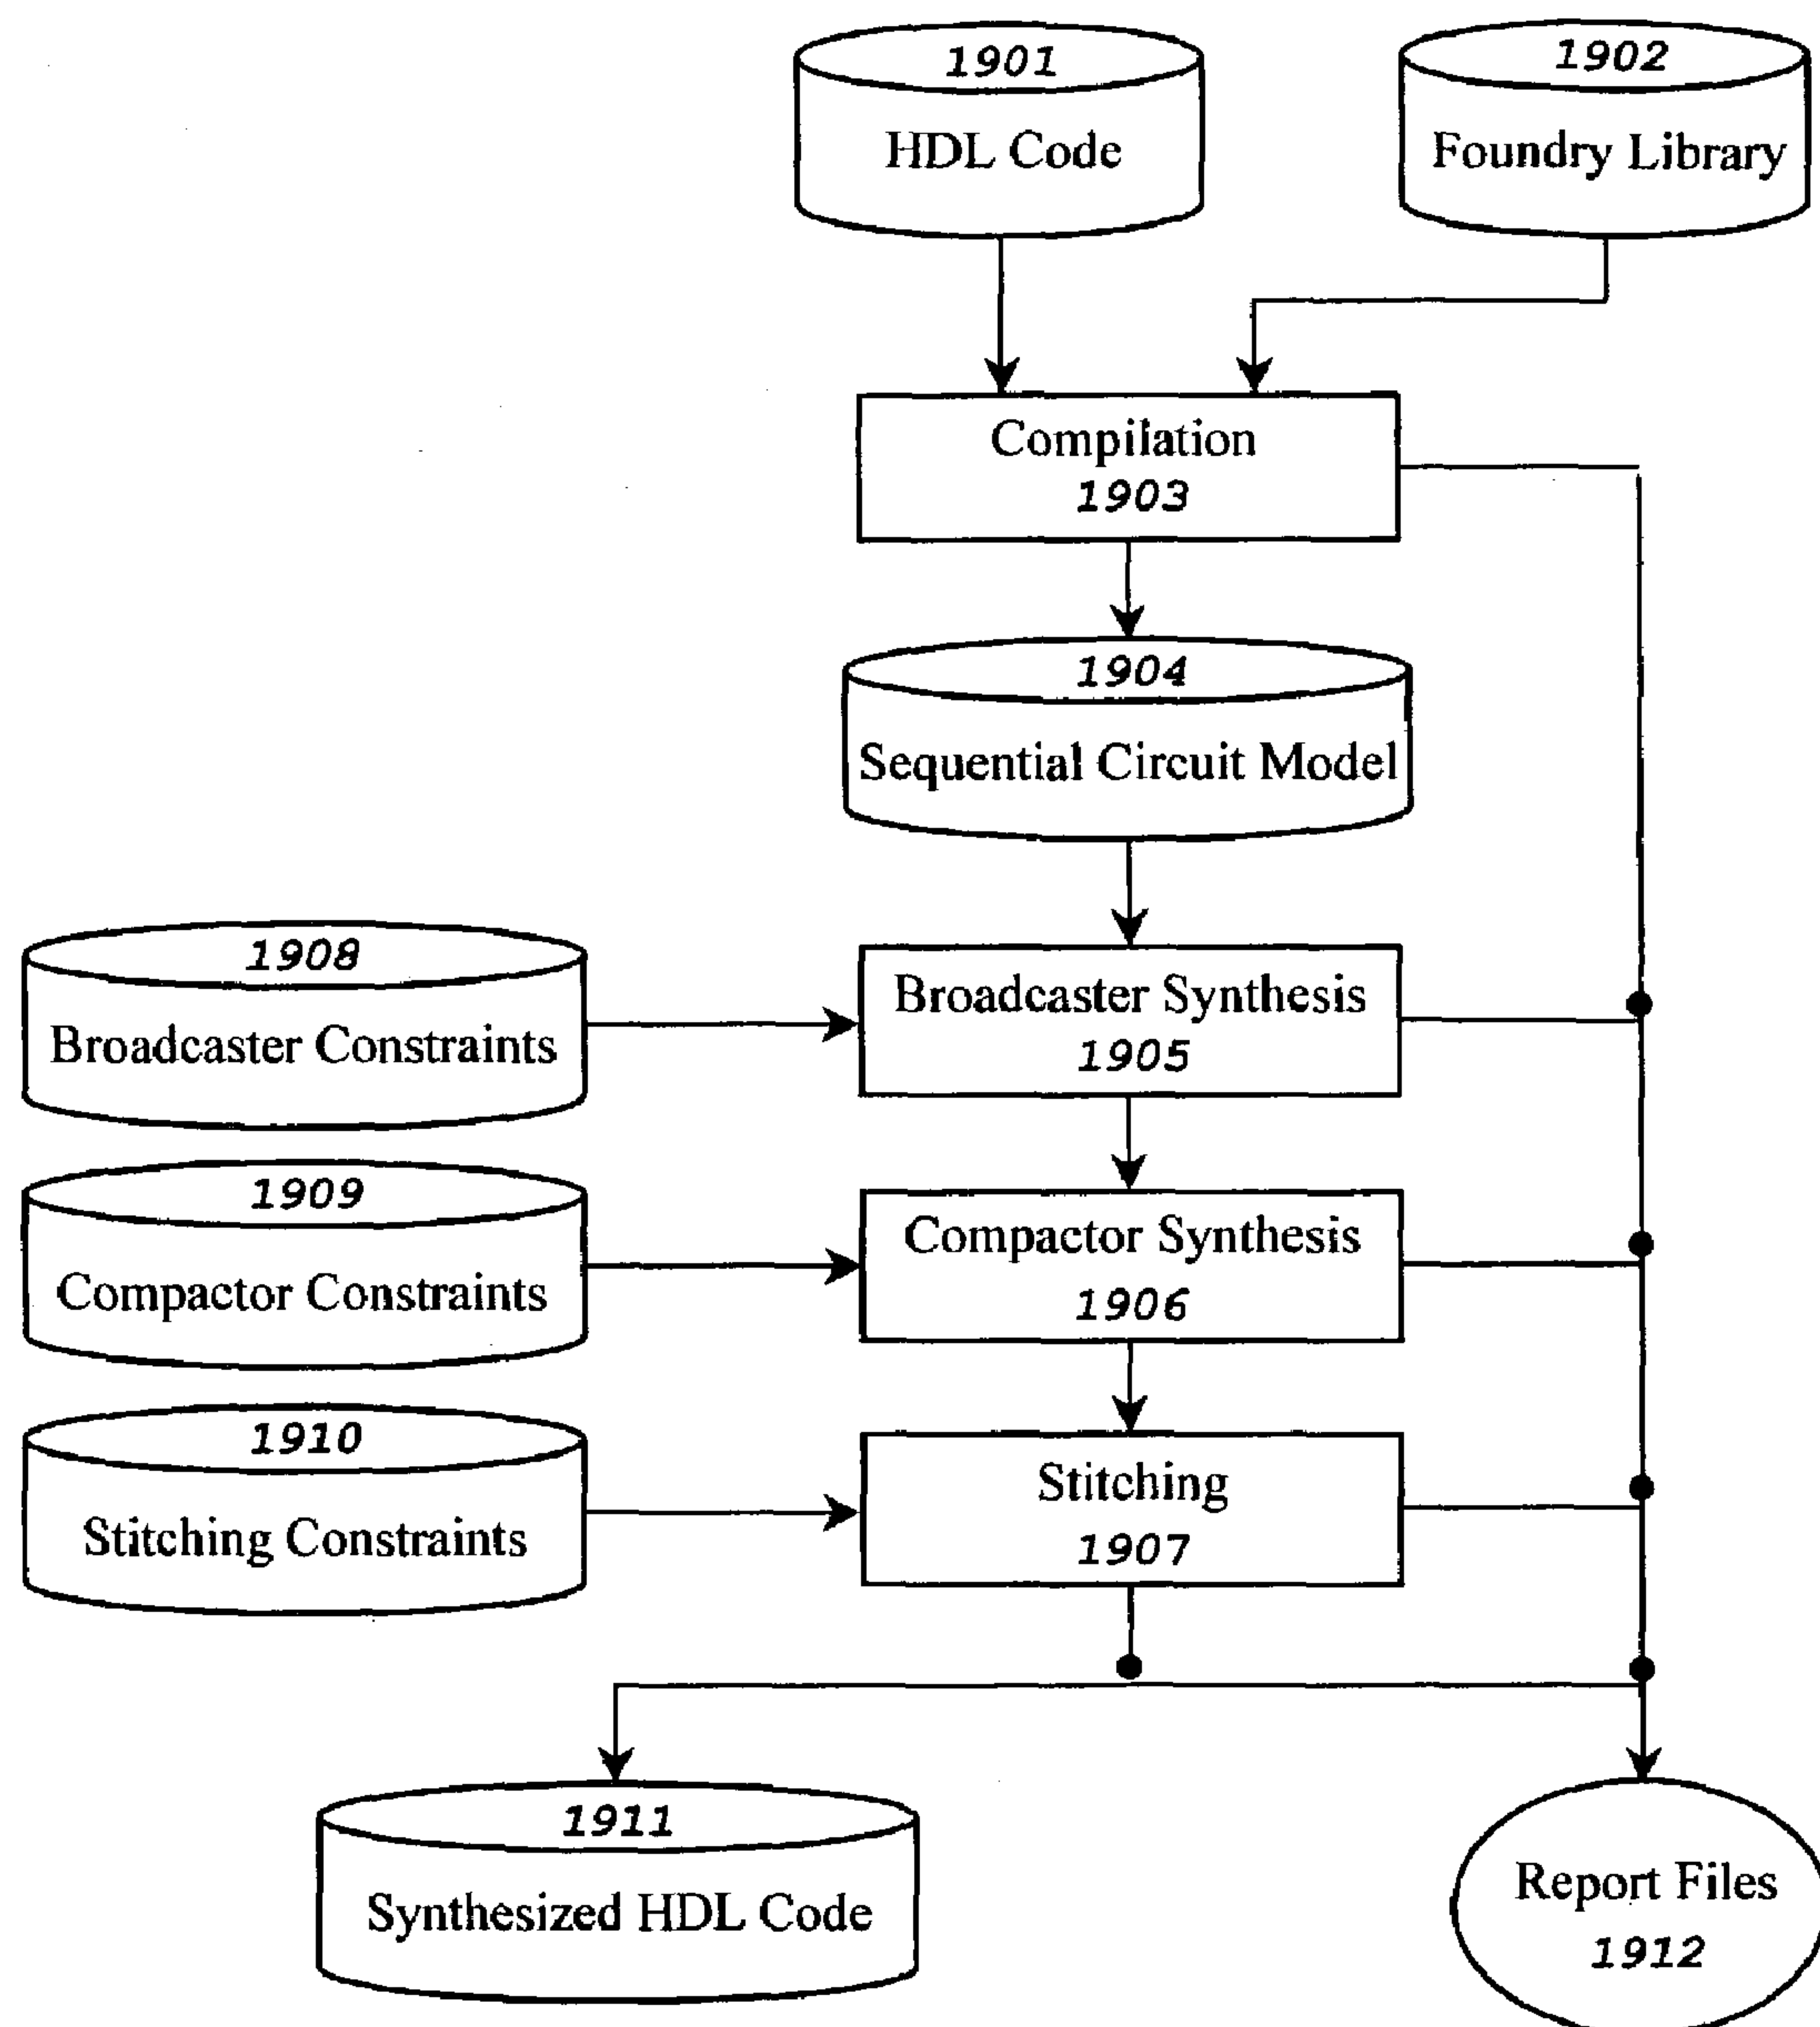 1901
HDL Code
1902
Foundry Library
Compilation
1903
1904
Sequential Circuit Model
1908
Broadcaster Constraints
Broadcaster Synthesis
1905
1909
Compactor Constraints
Compactor Synthesis
1906
1910
Stitching Constraints
Stitching
1907
1911
Synthesized HDL Code
Report Files
1912